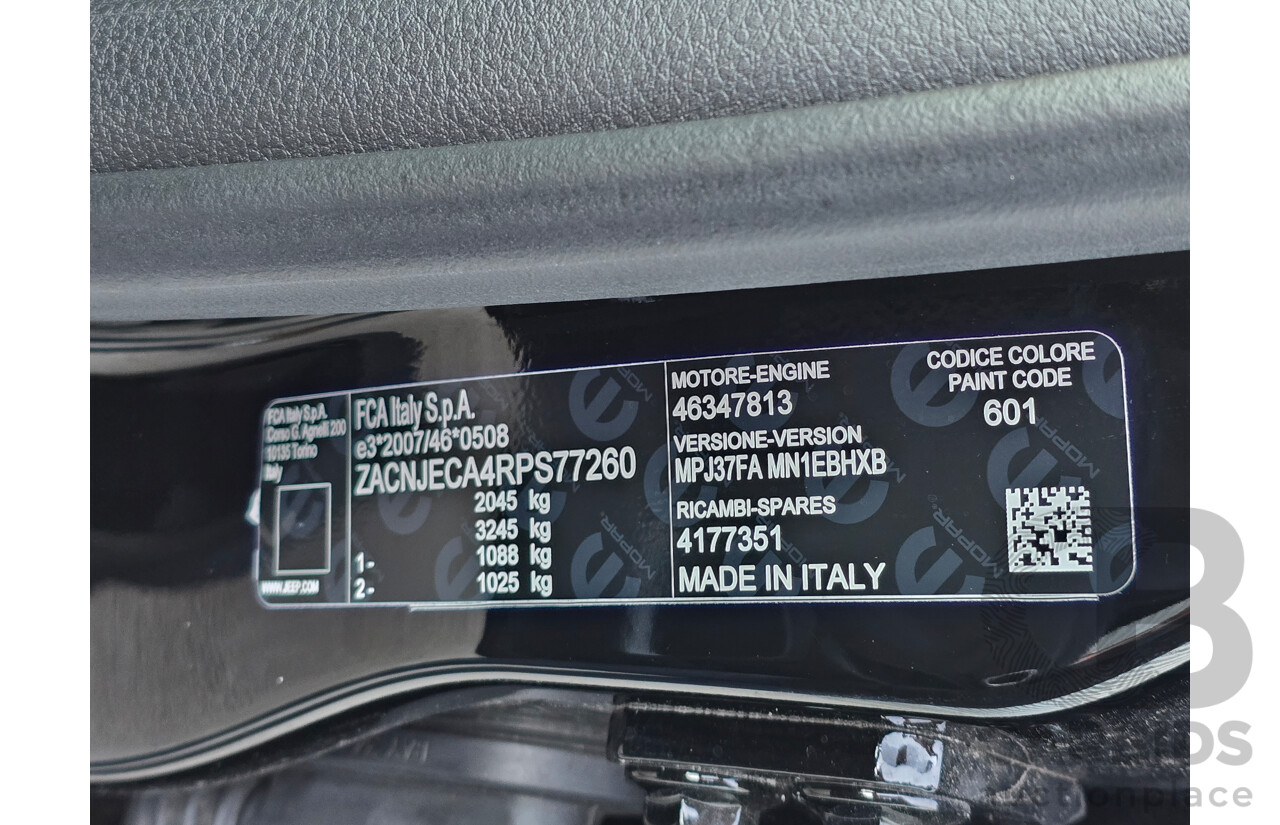 FCA Italy S.p.A.
Corso G. Agnelli 200
10135 Torino
Italy
WWW.JEEP.COM
FCA Italy S.p.A.
e3*2007/46*0508
ZACNJECA4RPS77260
2045 kg
3245 kg
1- 1088 kg
2- 1025 kg
MOTORE-ENGINE
46347813
VERSIONE-VERSION
MPJ37FA MN1EBHXB
RICAMBI-SPARES
4177351
MADE IN ITALY
CODICE COLORE
PAINT CODE
601
MOPAR